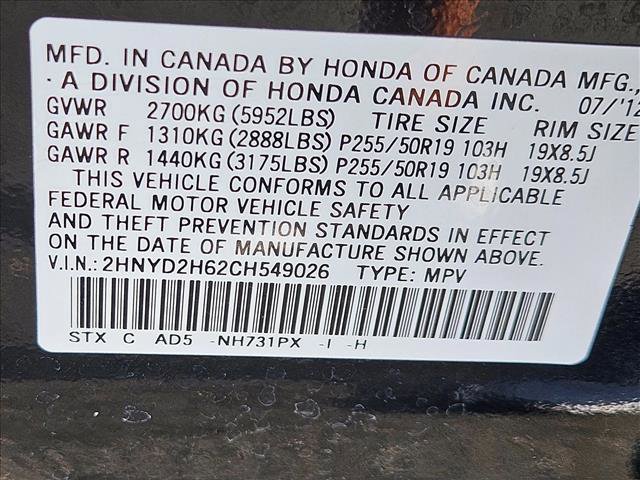 MFD. IN CANADA BY HONDA OF CANADA MFG.,
A DIVISION OF HONDA CANADA INC. 07/'12
GVWR 2700KG (5952LBS) TIRE SIZE RIM SIZE
GAWR F 1310KG (2888LBS) P255/50R19 103H 19X8.5J
GAWR R 1440KG (3175LBS) P255/50R19 103H 19X8.5J
THIS VEHICLE CONFORMS TO ALL APPLICABLE
FEDERAL MOTOR VEHICLE SAFETY
AND THEFT PREVENTION STANDARDS IN EFFECT
ON THE DATE OF MANUFACTURE SHOWN ABOVE.
V.I.N.: 2HNYD2H62CH549026 TYPE: MPV
STX C AD5 -NH731PX -I -H